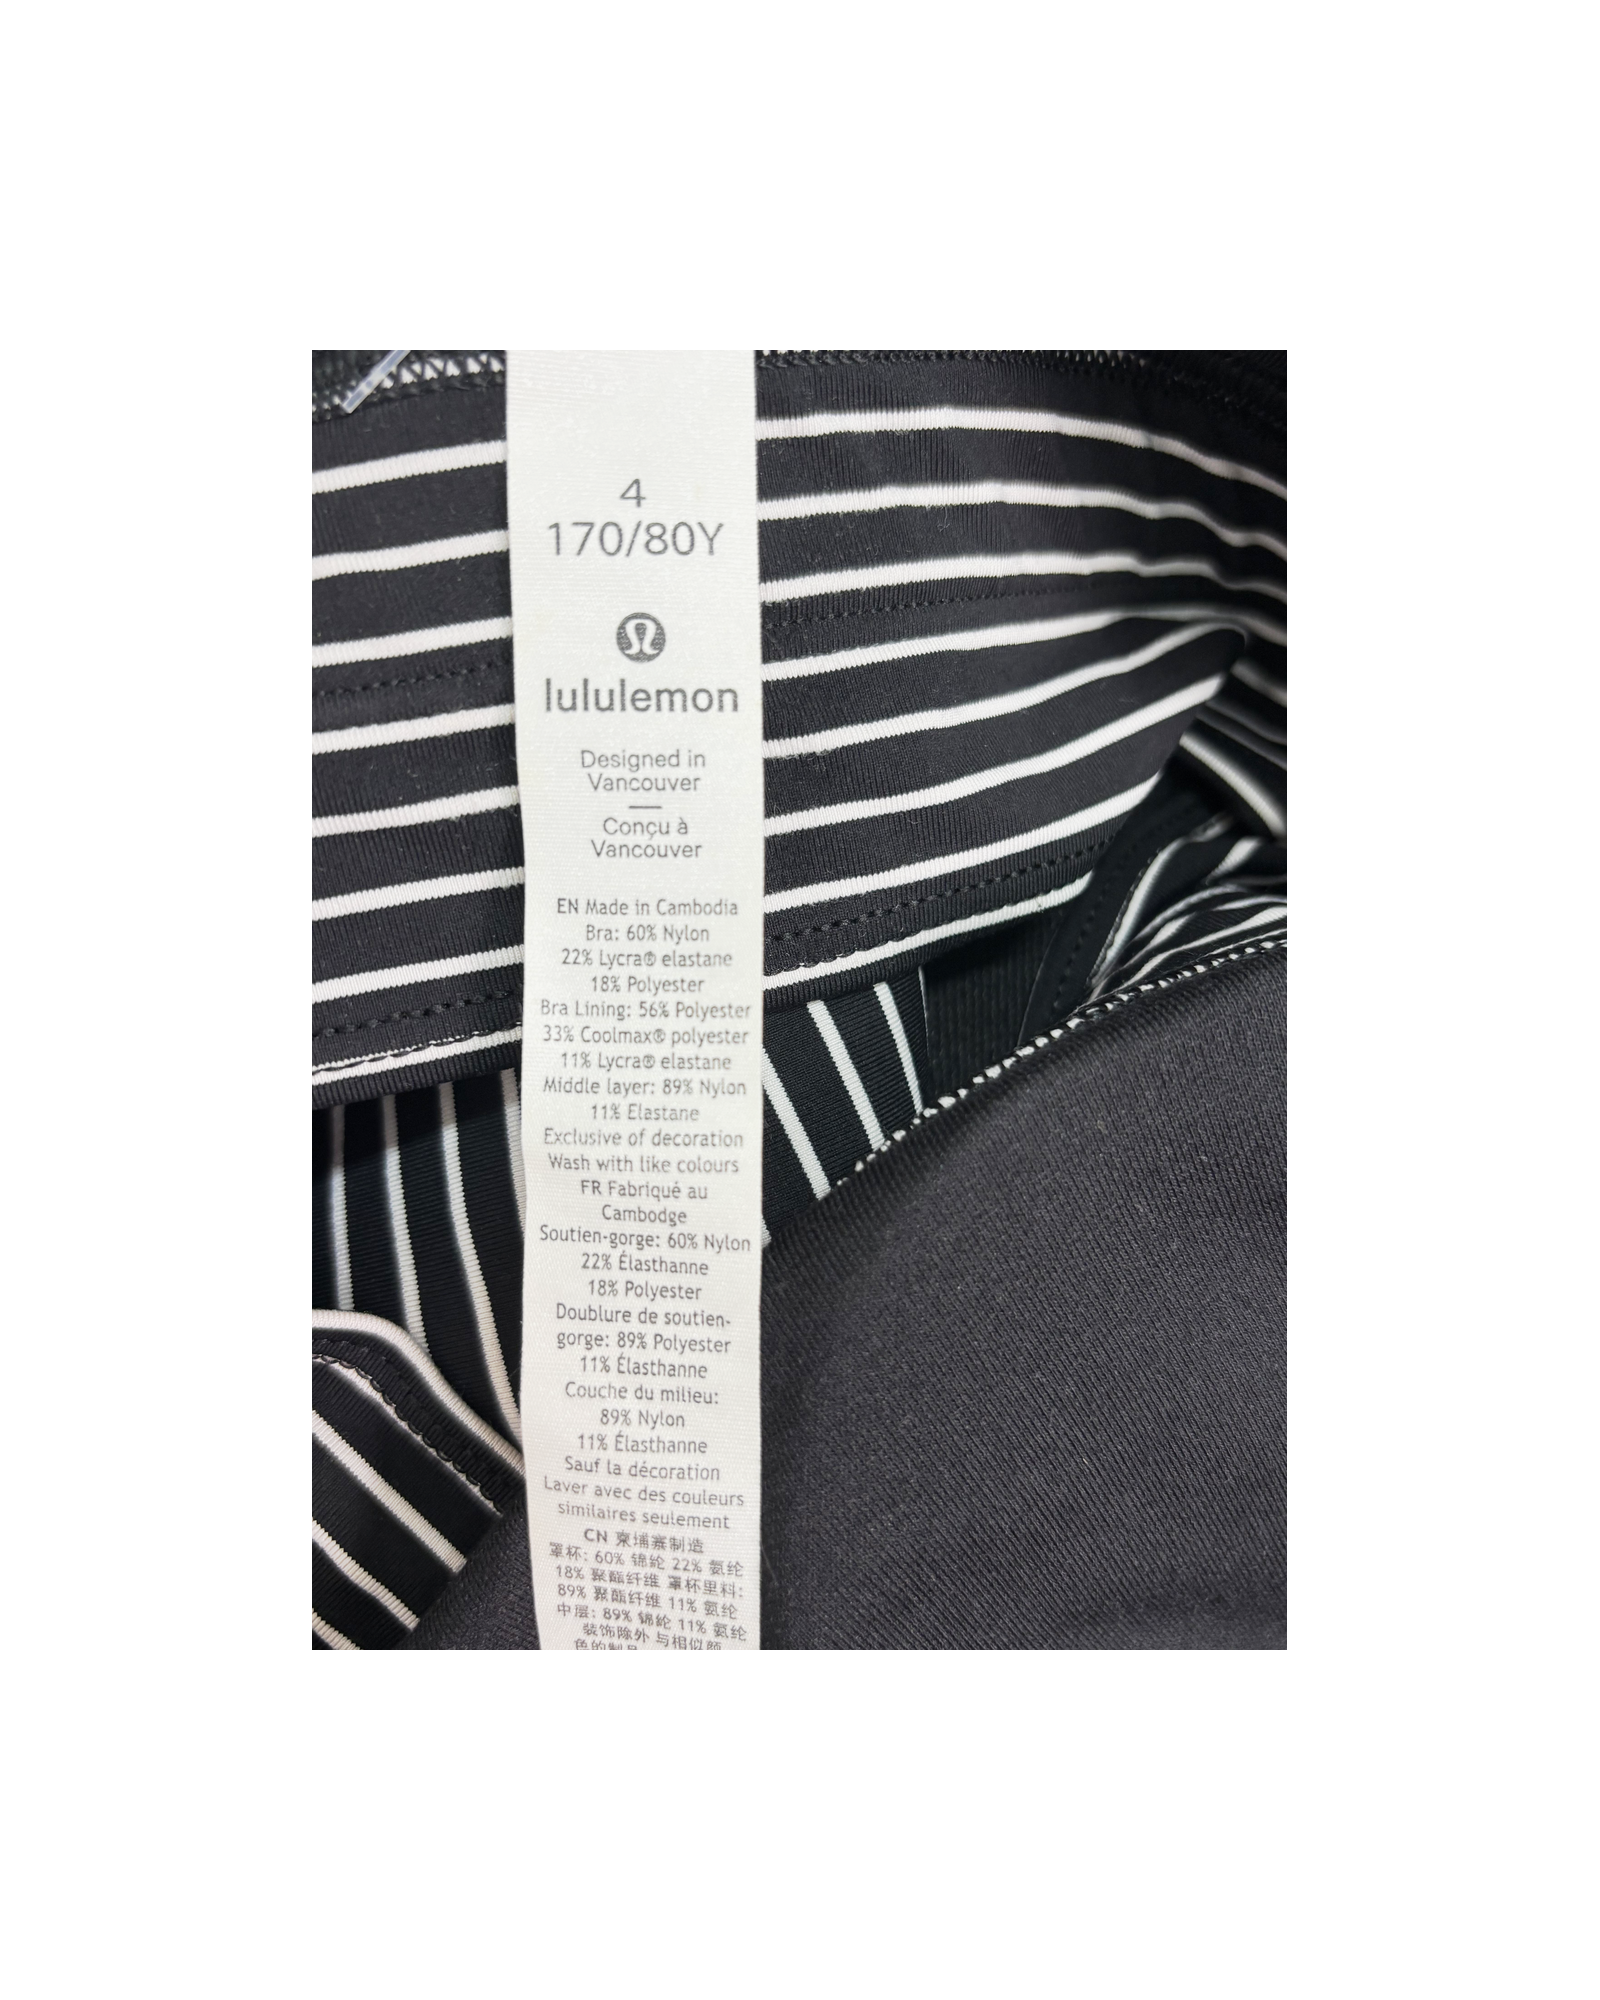 4
170/80Y
lululemon
Designed in
Vancouver
Conçu à
Vancouver
EN Made in Cambodia
Bra: 60% Nylon
22% Lycra® elastane
18% Polyester
Bra Lining: 56% Polyester
33% Coolmax® polyester
11% Lycra® elastane
Middle layer: 89% Nylon
11% Elastane
Exclusive of decoration
Wash with like colours
FR Fabriqué au
Cambodge
Soutien-gorge: 60% Nylon
22% Élasthanne
18% Polyester
Doublure de soutien-
gorge: 89% Polyester
11% Élasthanne
Couche du milieu:
89% Nylon
11% Élasthanne
Sauf la décoration
Laver avec des couleurs
similaires seulement
CN 柬埔寨制造
罩杯: 60% 锦纶 22% 氨纶
18% 聚酯纤维 罩杯里料:
89% 聚酯纤维 11% 氨纶
中层: 89% 锦纶 11% 氨纶
装饰除外 与相似颜
色的制品